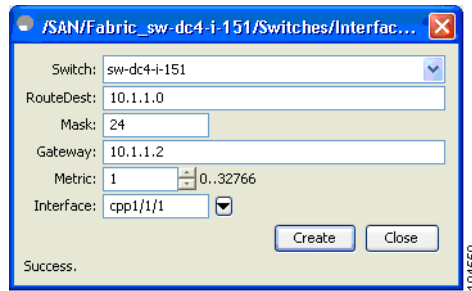 /SAN/Fabric_sw-dc4-i-151/Switches/Interfac...
Switch: sw-dc4-i-151
RouteDest: 10.1.1.0
Mask: 24
Gateway: 10.1.1.2
Metric: 1 0..32766
Interface: cpp1/1/1
Create Close
Success.